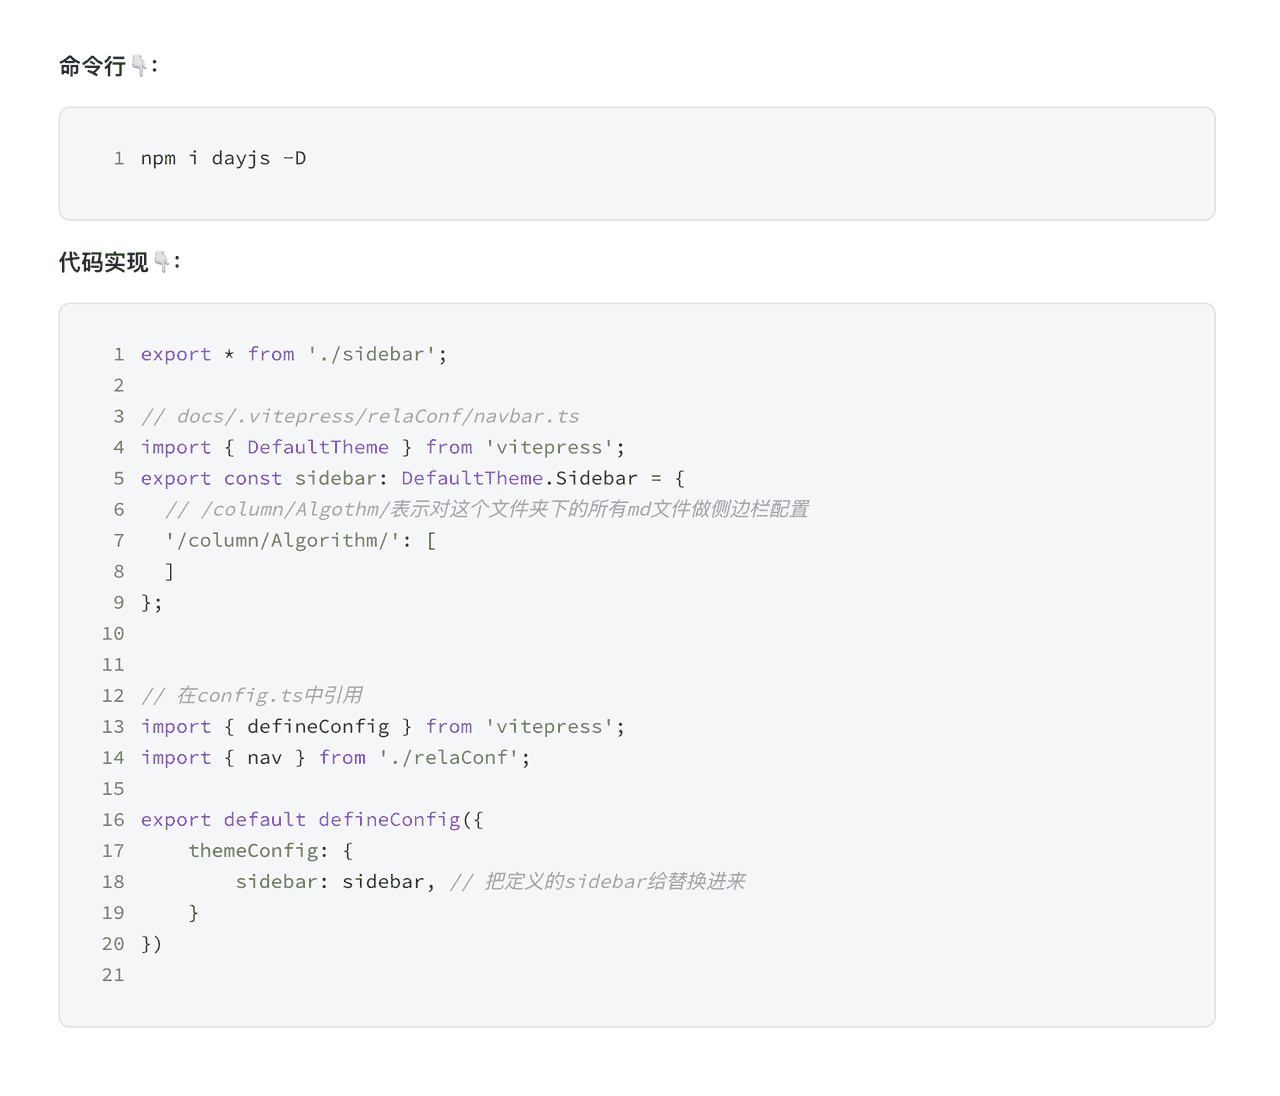 命令行👇:
1 npm i dayjs -D
代码实现👇:
1 export * from './sidebar';
2
3 // docs/.vitepress/relaConf/navbar.ts
4 import { DefaultTheme } from 'vitepress';
5 export const sidebar: DefaultTheme.Sidebar = {
6   // /column/Algothm/表示对这个文件夹下的所有md文件做侧边栏配置
7   '/column/Algorithm/': [
8   ]
9 };
10
11
12 // 在config.ts中引用
13 import { defineConfig } from 'vitepress';
14 import { nav } from './relaConf';
15
16 export default defineConfig({
17     themeConfig: {
18         sidebar: sidebar, // 把定义的sidebar给替换进来
19     }
20 })
21